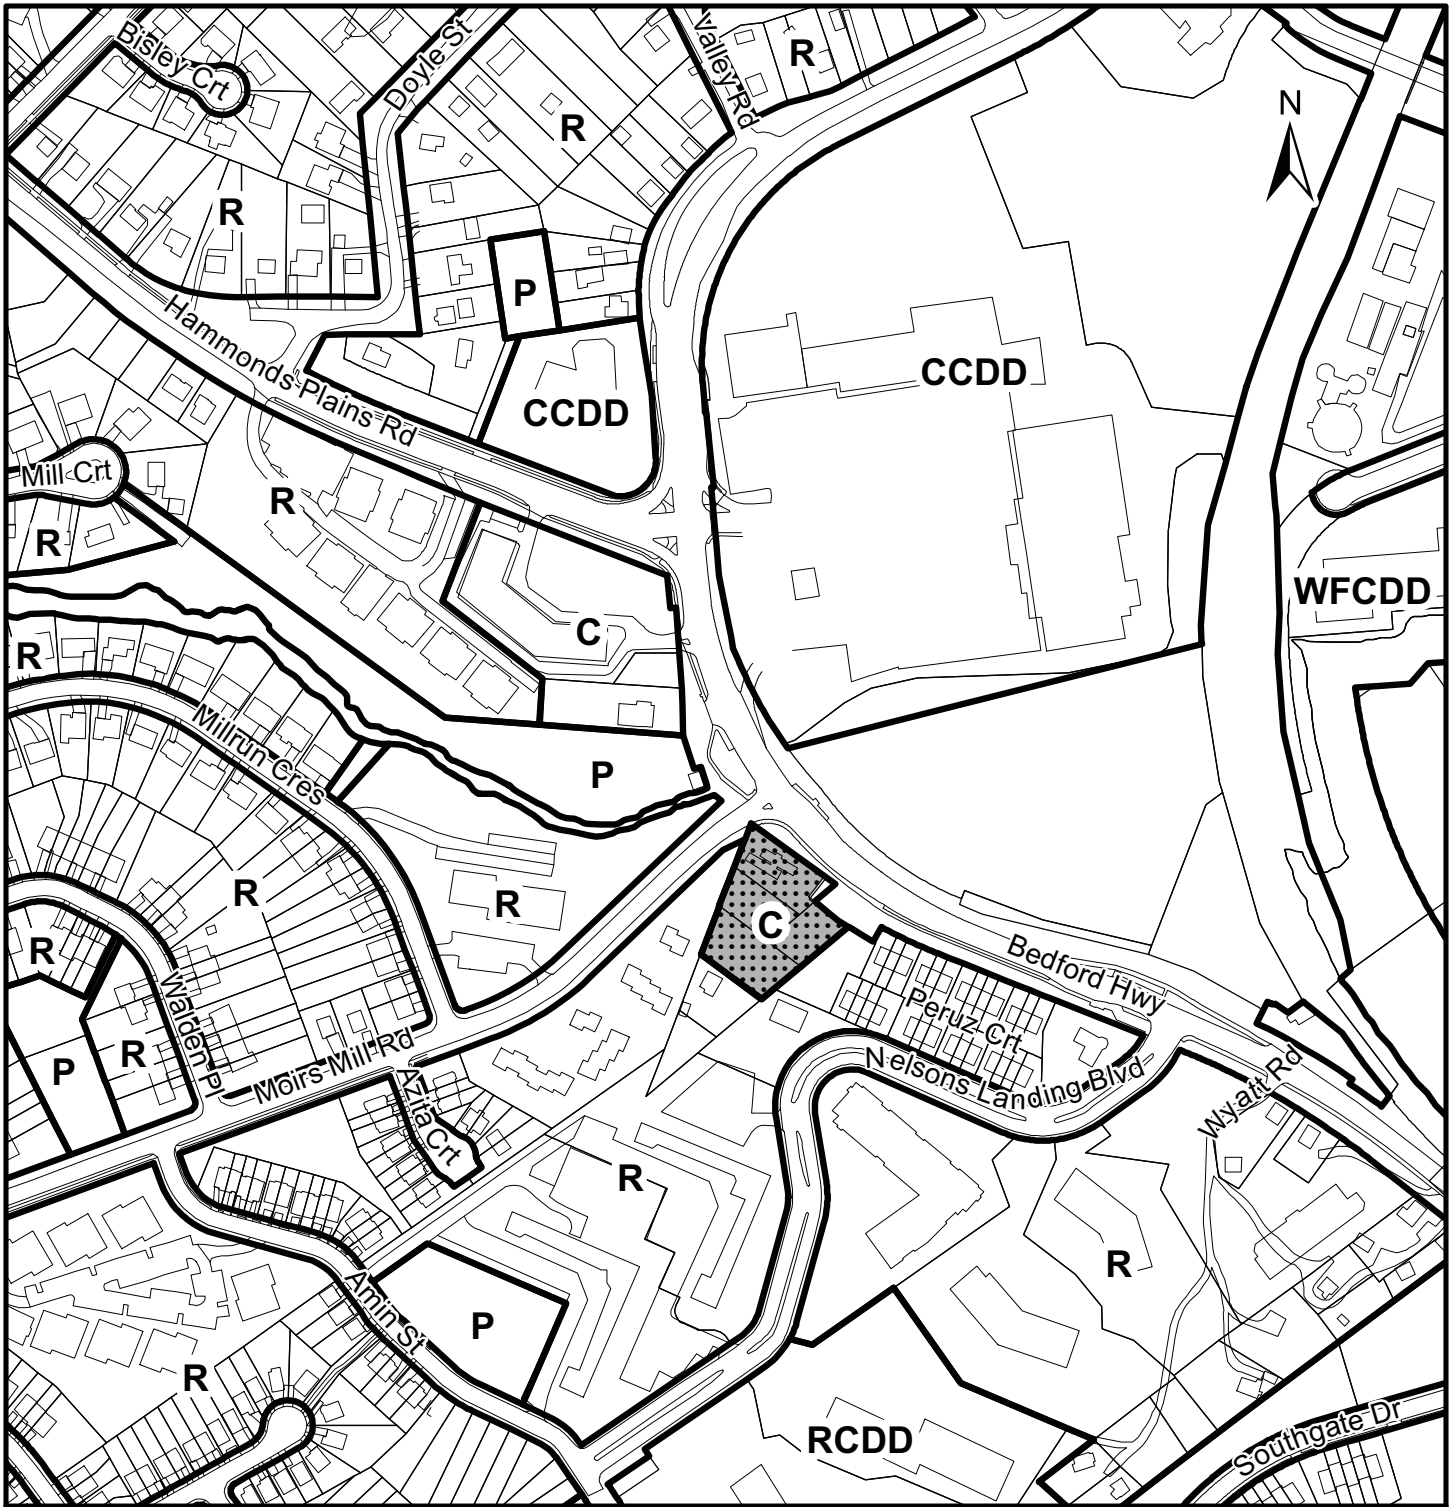 Bisley Crt
Doyle St
Valley Rd
R
R
N
R
P
Hammonds Plains Rd
CCDD
CCDD
Mill Crt
R
R
WFCDD
C
R
Millrun Cres
P
R
R
C
R
Walden Pl
Bedford Hwy
Peruz Crt
P
R
Moirs Mill Rd
Azita Crt
Nelsons Landing Blvd
Wyatt Rd
R
R
Amin St
P
R
RCDD
Southgate Dr